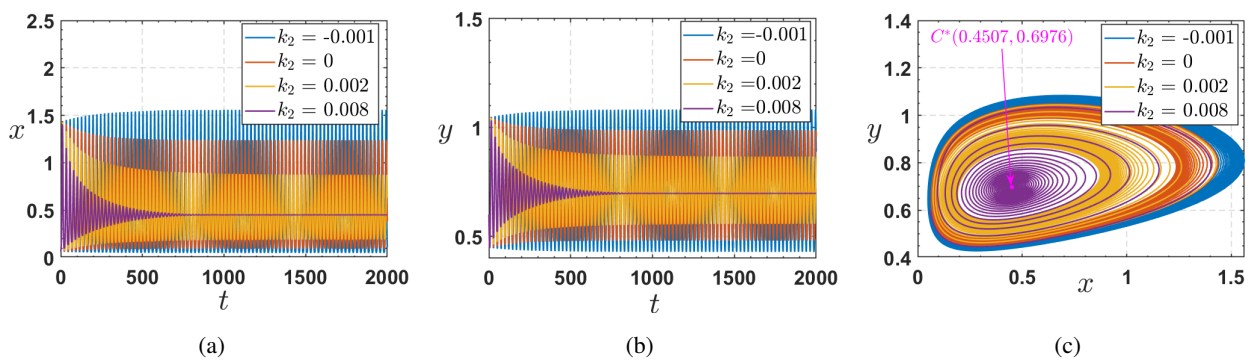 2.5
2
1.5
1
0.5
0
x
0 500 1000 1500 2000
t
k2 = -0.001
k2 = 0
k2 = 0.002
k2 = 0.008
(a)
1.5
1
0.5
y
0 500 1000 1500 2000
t
k2 =-0.001
k2 =0
k2 =0.002
k2 =0.008
(b)
1.4
1.2
1
0.8
0.6
0.4
y
0 0.5 1 1.5
x
C*(0.4507, 0.6976)
k2 = -0.001
k2 = 0
k2 = 0.002
k2 = 0.008
(c)